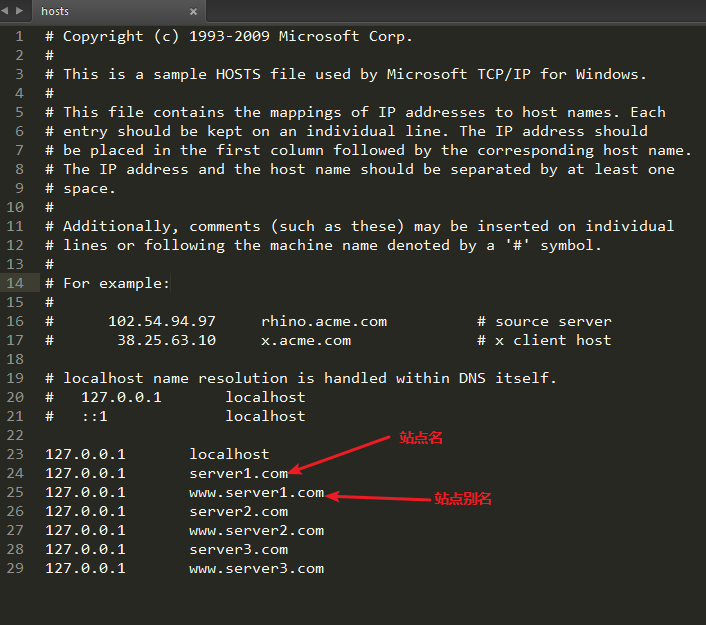 hosts
1 # Copyright (c) 1993-2009 Microsoft Corp.
2 #
3 # This is a sample HOSTS file used by Microsoft TCP/IP for Windows.
4 #
5 # This file contains the mappings of IP addresses to host names. Each
6 # entry should be kept on an individual line. The IP address should
7 # be placed in the first column followed by the corresponding host name.
8 # The IP address and the host name should be separated by at least one
9 # space.
10 #
11 # Additionally, comments (such as these) may be inserted on individual
12 # lines or following the machine name denoted by a '#' symbol.
13 #
14 # For example:
15 #
16 #      102.54.94.97     rhino.acme.com          # source server
17 #       38.25.63.10     x.acme.com              # x client host
18
19 # localhost name resolution is handled within DNS itself.
20 #   127.0.0.1       localhost
21 #   ::1             localhost
22
站点名
23 127.0.0.1       localhost
24 127.0.0.1       server1.com
25 127.0.0.1       www.server1.com
站点别名
26 127.0.0.1       server2.com
27 127.0.0.1       www.server2.com
28 127.0.0.1       server3.com
29 127.0.0.1       www.server3.com